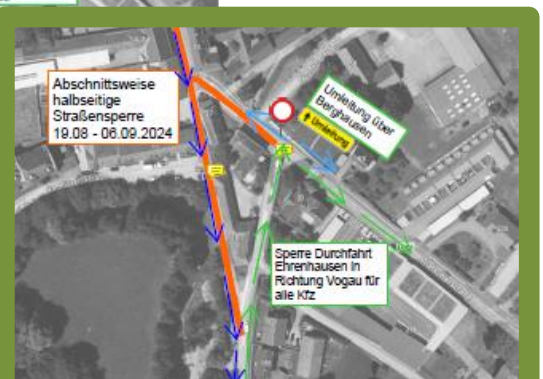 Abschnittsweise
halbseitige
Straßensperre
19.08 - 06.09.2024
Umleitung über
Berghausen
Umleitung
Sperre Durchfahrt
Ehrenhausen in
Richtung Vogau für
alle Kfz